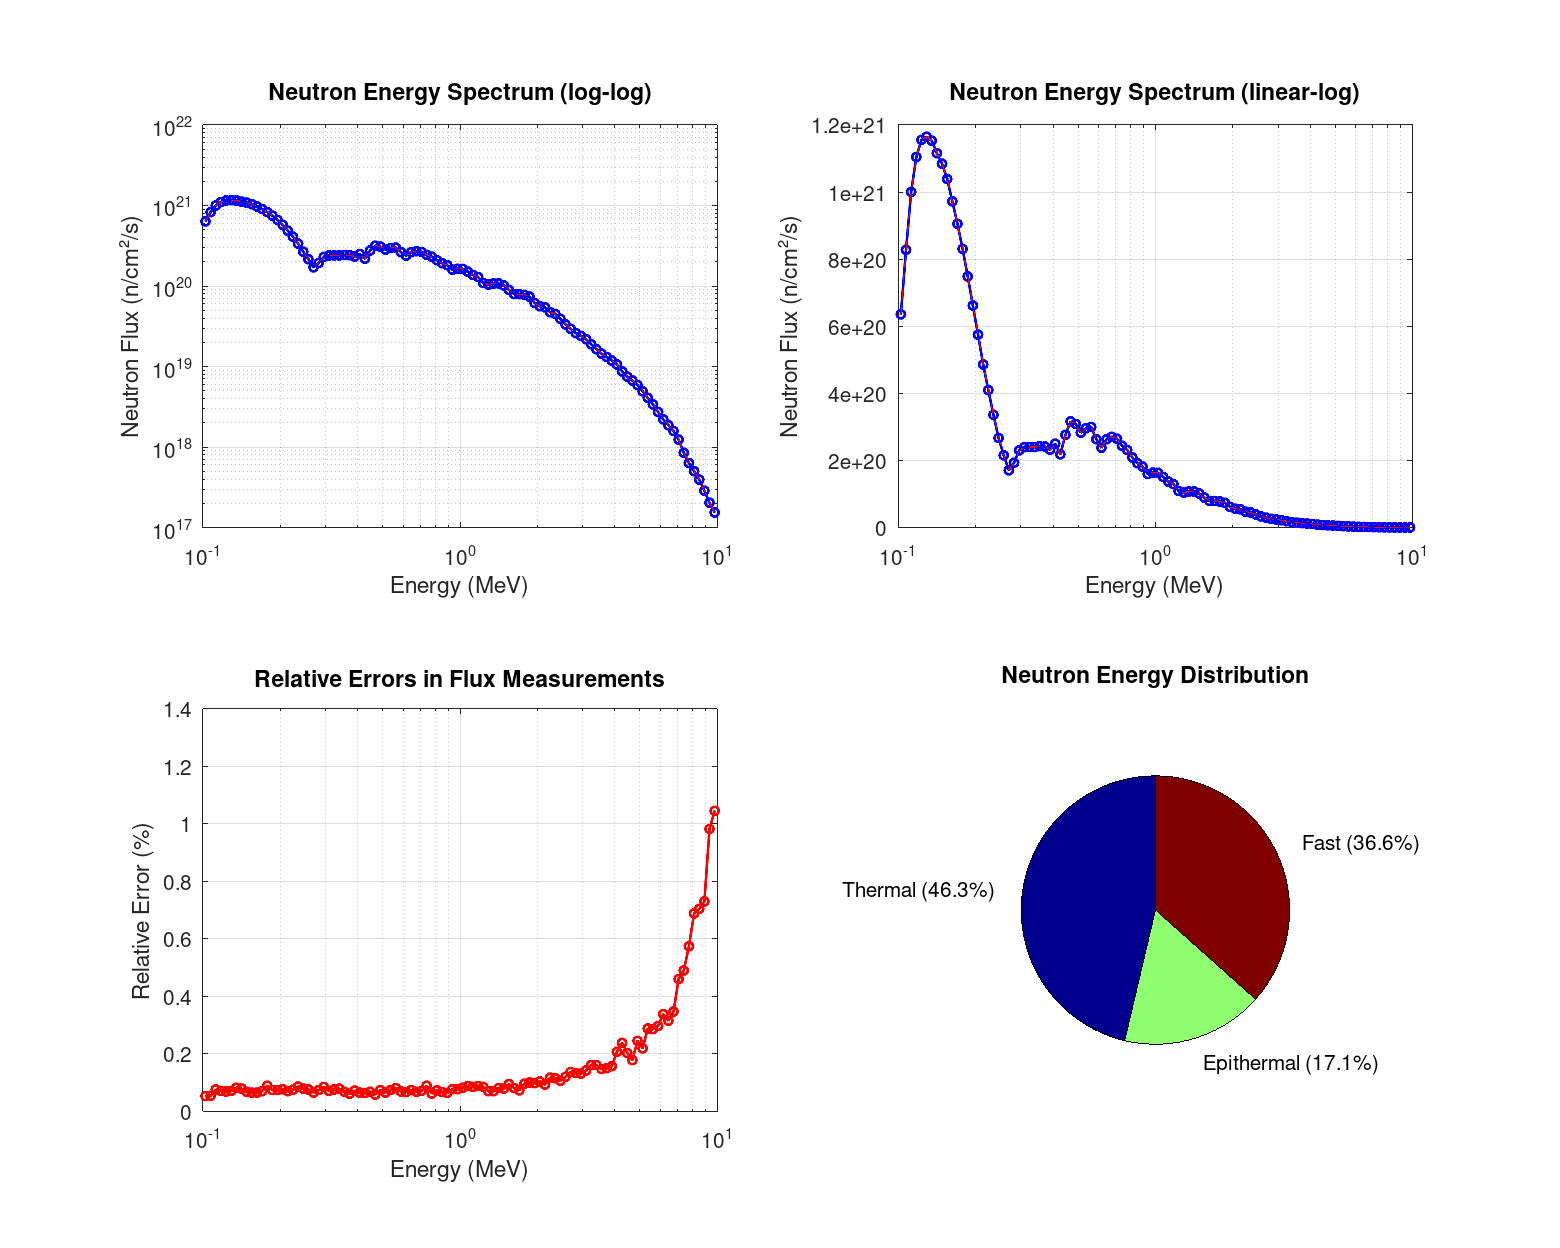 Neutron Energy Spectrum (log-log)
10^22
10^21
10^20
10^19
10^18
10^17
Neutron Flux (n/cm^2/s)
10^-1
10^0
10^1
Energy (MeV)
Neutron Energy Spectrum (linear-log)
1.2e+21
1e+21
8e+20
6e+20
4e+20
2e+20
0
Neutron Flux (n/cm^2/s)
10^-1
10^0
10^1
Energy (MeV)
Relative Errors in Flux Measurements
1.4
1.2
1
0.8
0.6
0.4
0.2
0
Relative Error (%)
10^-1
10^0
10^1
Energy (MeV)
Neutron Energy Distribution
Fast (36.6%)
Thermal (46.3%)
Epithermal (17.1%)